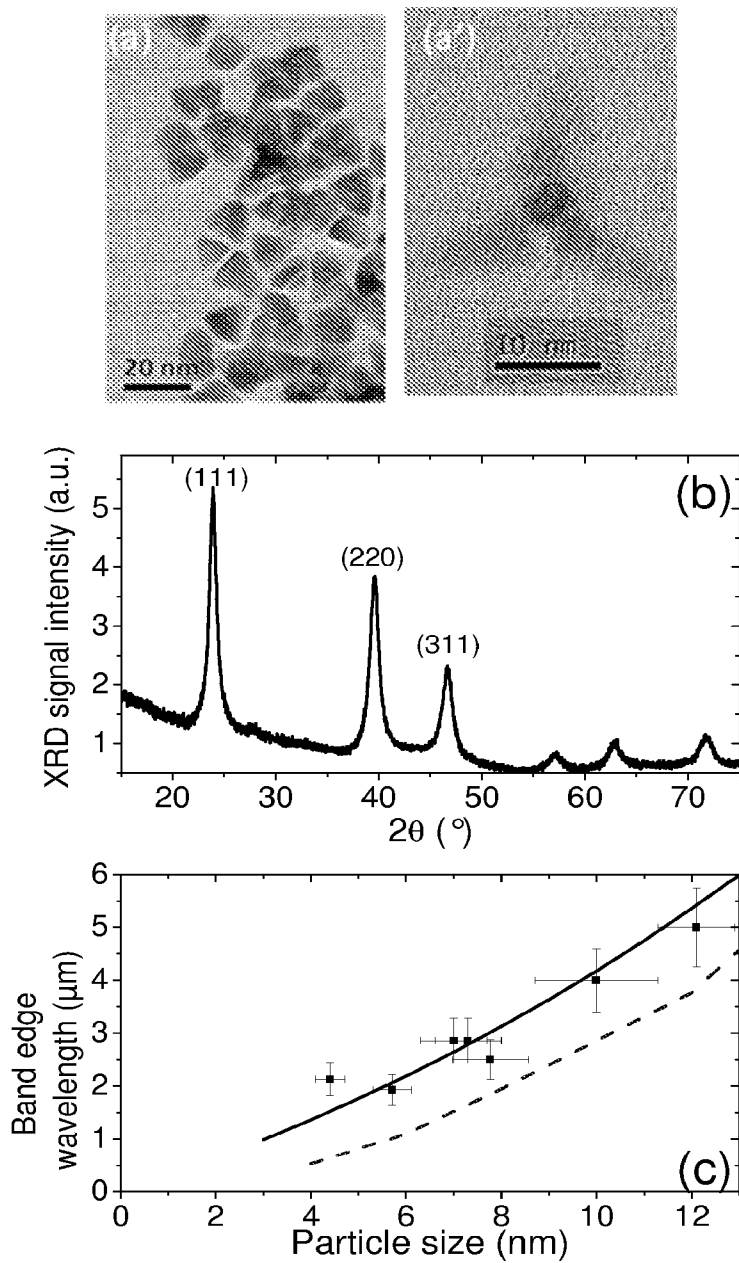 (a) (a')
20 nm
10 nm
(b)
(111)
(220)
(311)
XRD signal intensity (a.u.)
5
4
3
2
1
20 30 40 50 60 70
2θ (°)
6
5
4
3
2
1
0
Band edge
wavelength (μm)
(c)
0 2 4 6 8 10 12
Particle size (nm)